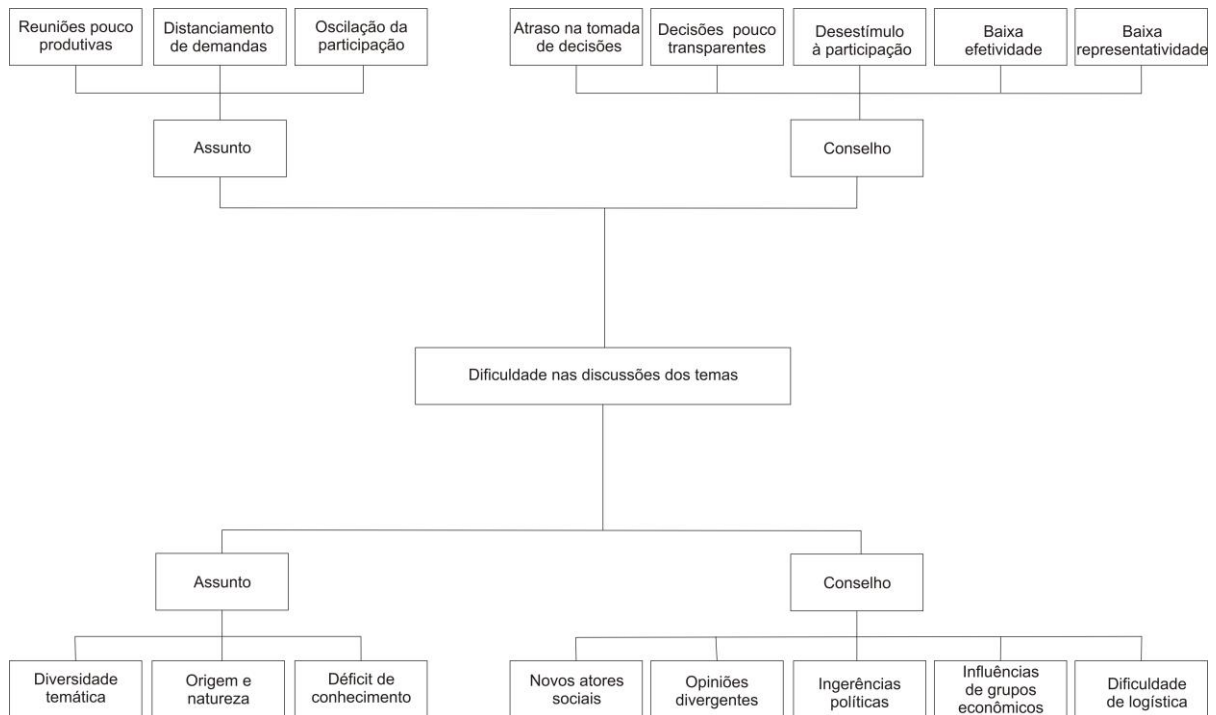 Reuniões pouco
produtivas
Distanciamento
de demandas
Oscilação da
participação
Atraso na tomada
de decisões
Decisões pouco
transparentes
Desestímulo
à participação
Baixa
efetividade
Baixa
representatividade
Assunto
Conselho
Dificuldade nas discussões dos temas
Assunto
Conselho
Diversidade
temática
Origem e
natureza
Déficit de
conhecimento
Novos atores
sociais
Opiniões
divergentes
Ingerências
políticas
Influências
de grupos
econômicos
Dificuldade
de logística